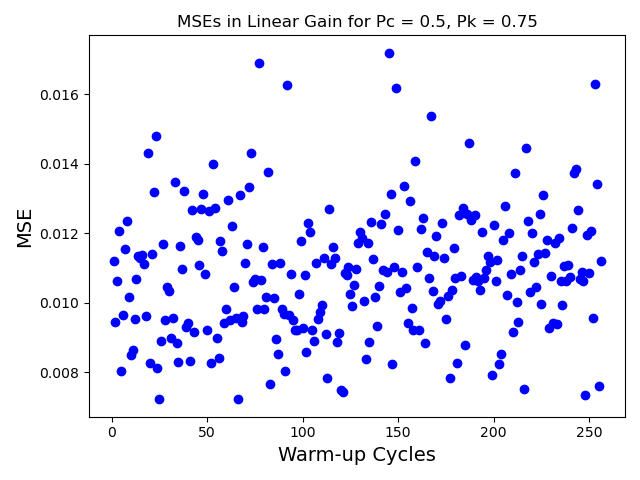 MSEs in Linear Gain for Pc = 0.5, Pk = 0.75
0.016
0.014
0.012
0.010
0.008
MSE
0 50 100 150 200 250
Warm-up Cycles